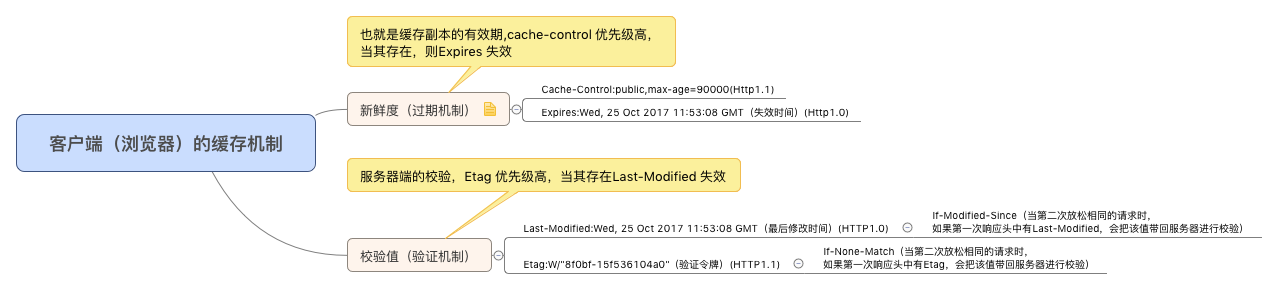 也就是缓存副本的有效期,cache-control 优先级高，
当其存在，则Expires 失效
Cache-Control:public,max-age=90000(Http1.1)
新鲜度（过期机制）
Expires:Wed, 25 Oct 2017 11:53:08 GMT（失效时间）(Http1.0)
客户端（浏览器）的缓存机制
服务器端的校验，Etag 优先级高，当其存在Last-Modified 失效
If-Modified-Since（当第二次放松相同的请求时，
Last-Modified:Wed, 25 Oct 2017 11:53:08 GMT（最后修改时间）(HTTP1.0)
如果第一次响应头中有Last-Modified，会把该值带回服务器进行校验）
校验值（验证机制）
If-None-Match（当第二次放松相同的请求时，
Etag:W/"8f0bf-15f536104a0"（验证令牌）(HTTP1.1)
如果第一次响应头中有Etag，会把该值带回服务器进行校验）